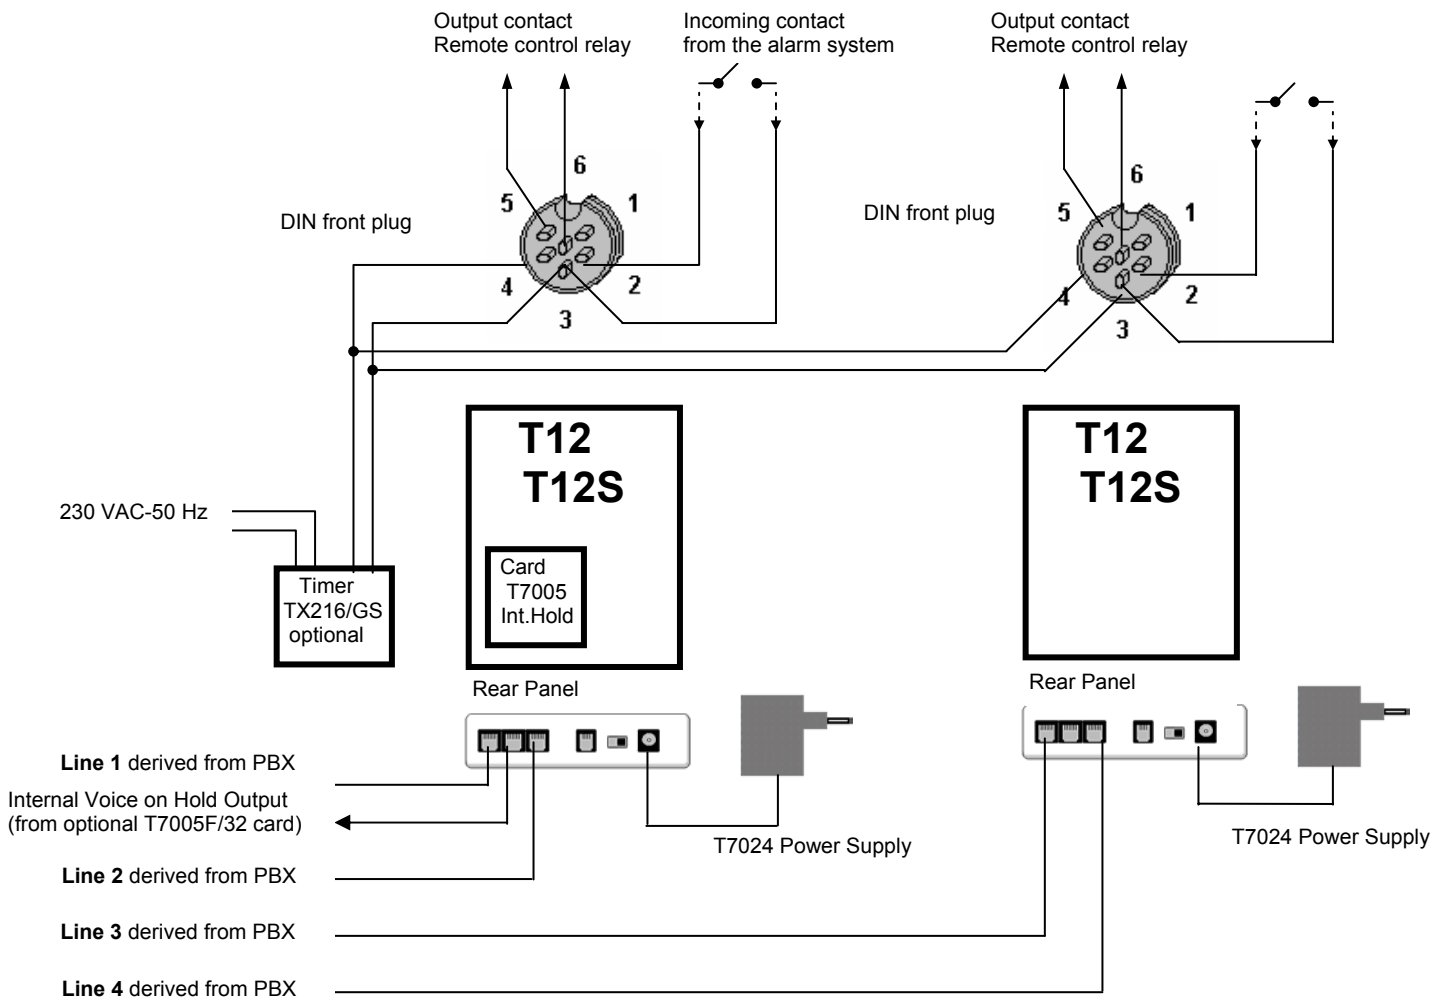 Output contact
Remote control relay
Incoming contact
from the alarm system
Output contact
Remote control relay
6
5
1
DIN front plug
4
2
3
6
5
1
DIN front plug
4
2
3
T12
T12S
T12
T12S
230 VAC-50 Hz
Card
T7005
Int.Hold
Timer
TX216/GS
optional
Rear Panel
Rear Panel
Line 1 derived from PBX
Internal Voice on Hold Output
(from optional T7005F/32 card)
T7024 Power Supply
T7024 Power Supply
Line 2 derived from PBX
Line 3 derived from PBX
Line 4 derived from PBX